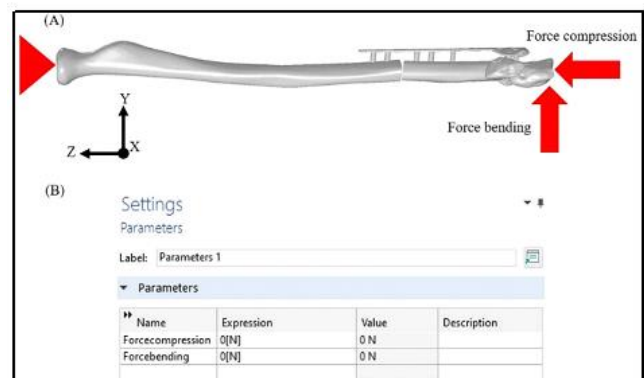 (A)
Force compression
Y
Z X
Force bending
(B)
Settings
Parameters
Label: Parameters 1
Parameters
Name Expression Value Description
Forcecompression 0[N] 0 N
Forcebending 0[N] 0 N